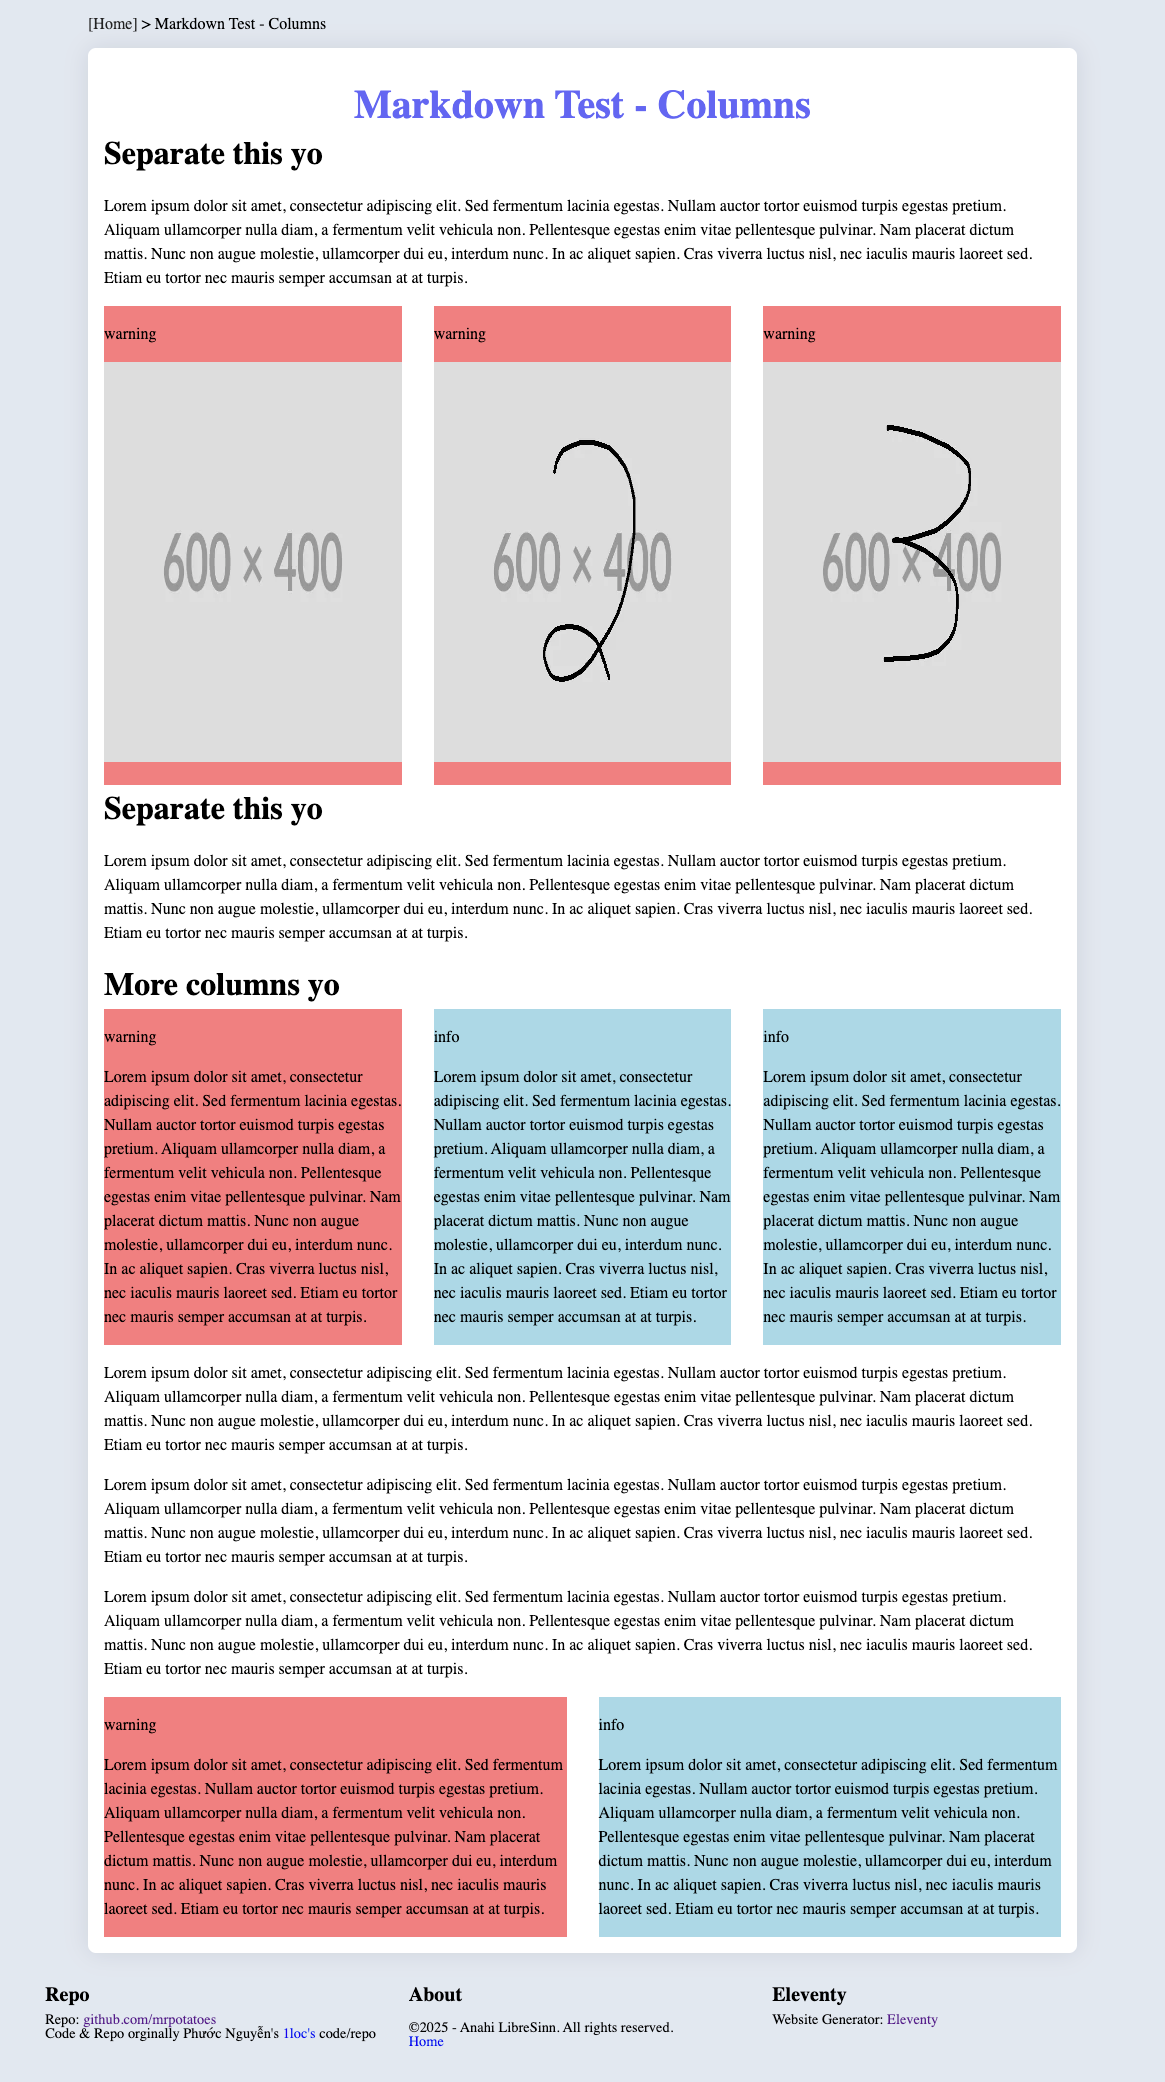 [Home] > Markdown Test - Columns
Markdown Test - Columns
Separate this yo
Lorem ipsum dolor sit amet, consectetur adipiscing elit. Sed fermentum lacinia egestas. Nullam auctor tortor euismod turpis egestas pretium.
Aliquam ullamcorper nulla diam, a fermentum velit vehicula non. Pellentesque egestas enim vitae pellentesque pulvinar. Nam placerat dictum
mattis. Nunc non augue molestie, ullamcorper dui eu, interdum nunc. In ac aliquet sapien. Cras viverra luctus nisl, nec iaculis mauris laoreet sed.
Etiam eu tortor nec mauris semper accumsan at at turpis.
warning
600 × 400
warning
600 × 400
2
warning
600 × 400
3
Separate this yo
Lorem ipsum dolor sit amet, consectetur adipiscing elit. Sed fermentum lacinia egestas. Nullam auctor tortor euismod turpis egestas pretium.
Aliquam ullamcorper nulla diam, a fermentum velit vehicula non. Pellentesque egestas enim vitae pellentesque pulvinar. Nam placerat dictum
mattis. Nunc non augue molestie, ullamcorper dui eu, interdum nunc. In ac aliquet sapien. Cras viverra luctus nisl, nec iaculis mauris laoreet sed.
Etiam eu tortor nec mauris semper accumsan at at turpis.
More columns yo
warning
Lorem ipsum dolor sit amet, consectetur
adipiscing elit. Sed fermentum lacinia egestas.
Nullam auctor tortor euismod turpis egestas
pretium. Aliquam ullamcorper nulla diam, a
fermentum velit vehicula non. Pellentesque
egestas enim vitae pellentesque pulvinar. Nam
placerat dictum mattis. Nunc non augue
molestie, ullamcorper dui eu, interdum nunc.
In ac aliquet sapien. Cras viverra luctus nisl,
nec iaculis mauris laoreet sed. Etiam eu tortor
nec mauris semper accumsan at at turpis.
info
Lorem ipsum dolor sit amet, consectetur
adipiscing elit. Sed fermentum lacinia egestas.
Nullam auctor tortor euismod turpis egestas
pretium. Aliquam ullamcorper nulla diam, a
fermentum velit vehicula non. Pellentesque
egestas enim vitae pellentesque pulvinar. Nam
placerat dictum mattis. Nunc non augue
molestie, ullamcorper dui eu, interdum nunc.
In ac aliquet sapien. Cras viverra luctus nisl,
nec iaculis mauris laoreet sed. Etiam eu tortor
nec mauris semper accumsan at at turpis.
info
Lorem ipsum dolor sit amet, consectetur
adipiscing elit. Sed fermentum lacinia egestas.
Nullam auctor tortor euismod turpis egestas
pretium. Aliquam ullamcorper nulla diam, a
fermentum velit vehicula non. Pellentesque
egestas enim vitae pellentesque pulvinar. Nam
placerat dictum mattis. Nunc non augue
molestie, ullamcorper dui eu, interdum nunc.
In ac aliquet sapien. Cras viverra luctus nisl,
nec iaculis mauris laoreet sed. Etiam eu tortor
nec mauris semper accumsan at at turpis.
Lorem ipsum dolor sit amet, consectetur adipiscing elit. Sed fermentum lacinia egestas. Nullam auctor tortor euismod turpis egestas pretium.
Aliquam ullamcorper nulla diam, a fermentum velit vehicula non. Pellentesque egestas enim vitae pellentesque pulvinar. Nam placerat dictum
mattis. Nunc non augue molestie, ullamcorper dui eu, interdum nunc. In ac aliquet sapien. Cras viverra luctus nisl, nec iaculis mauris laoreet sed.
Etiam eu tortor nec mauris semper accumsan at at turpis.
Lorem ipsum dolor sit amet, consectetur adipiscing elit. Sed fermentum lacinia egestas. Nullam auctor tortor euismod turpis egestas pretium.
Aliquam ullamcorper nulla diam, a fermentum velit vehicula non. Pellentesque egestas enim vitae pellentesque pulvinar. Nam placerat dictum
mattis. Nunc non augue molestie, ullamcorper dui eu, interdum nunc. In ac aliquet sapien. Cras viverra luctus nisl, nec iaculis mauris laoreet sed.
Etiam eu tortor nec mauris semper accumsan at at turpis.
Lorem ipsum dolor sit amet, consectetur adipiscing elit. Sed fermentum lacinia egestas. Nullam auctor tortor euismod turpis egestas pretium.
Aliquam ullamcorper nulla diam, a fermentum velit vehicula non. Pellentesque egestas enim vitae pellentesque pulvinar. Nam placerat dictum
mattis. Nunc non augue molestie, ullamcorper dui eu, interdum nunc. In ac aliquet sapien. Cras viverra luctus nisl, nec iaculis mauris laoreet sed.
Etiam eu tortor nec mauris semper accumsan at at turpis.
warning
Lorem ipsum dolor sit amet, consectetur adipiscing elit. Sed fermentum
lacinia egestas. Nullam auctor tortor euismod turpis egestas pretium.
Aliquam ullamcorper nulla diam, a fermentum velit vehicula non.
Pellentesque egestas enim vitae pellentesque pulvinar. Nam placerat
dictum mattis. Nunc non augue molestie, ullamcorper dui eu, interdum
nunc. In ac aliquet sapien. Cras viverra luctus nisl, nec iaculis mauris
laoreet sed. Etiam eu tortor nec mauris semper accumsan at at turpis.
info
Lorem ipsum dolor sit amet, consectetur adipiscing elit. Sed fermentum
lacinia egestas. Nullam auctor tortor euismod turpis egestas pretium.
Aliquam ullamcorper nulla diam, a fermentum velit vehicula non.
Pellentesque egestas enim vitae pellentesque pulvinar. Nam placerat
dictum mattis. Nunc non augue molestie, ullamcorper dui eu, interdum
nunc. In ac aliquet sapien. Cras viverra luctus nisl, nec iaculis mauris
laoreet sed. Etiam eu tortor nec mauris semper accumsan at at turpis.
Repo
Repo: github.com/mrpotatoes
Code & Repo orginally Phước Nguyễn's 1loc's code/repo
About
©2025 - Anahi LibreSinn. All rights reserved.
Home
Eleventy
Website Generator: Eleventy